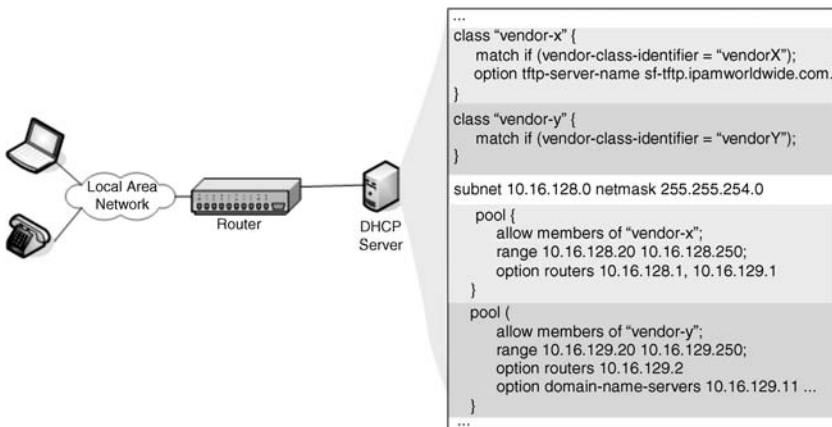 Local Area
Network
Router
DHCP
Server
...
class “vendor-x” {
match if (vendor-class-identifier = “vendorX”);
option tftp-server-name sf-tftp.ipamworldwide.com.
}
class “vendor-y” {
match if (vendor-class-identifier = “vendorY”);
}
subnet 10.16.128.0 netmask 255.255.254.0
pool {
allow members of “vendor-x”;
range 10.16.128.20 10.16.128.250;
option routers 10.16.128.1, 10.16.129.1
}
pool (
allow members of “vendor-y”;
range 10.16.129.20 10.16.129.250;
option routers 10.16.129.2
option domain-name-servers 10.16.129.11 ...
}
...